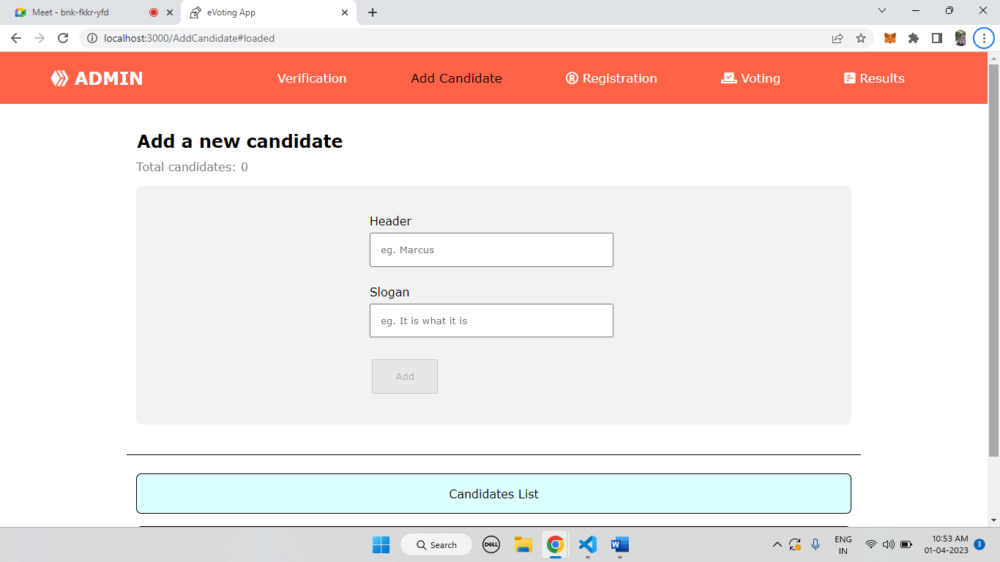 Meet - bnk-fkkr-yfd
eVoting App
localhost:3000/AddCandidate#loaded
ADMIN
Verification
Add Candidate
Registration
Voting
Results
Add a new candidate
Total candidates: 0
Header
eg. Marcus
Slogan
eg. It is what it is
Add
Candidates List
Search
DELL
ENG
IN
10:53 AM
01-04-2023
3